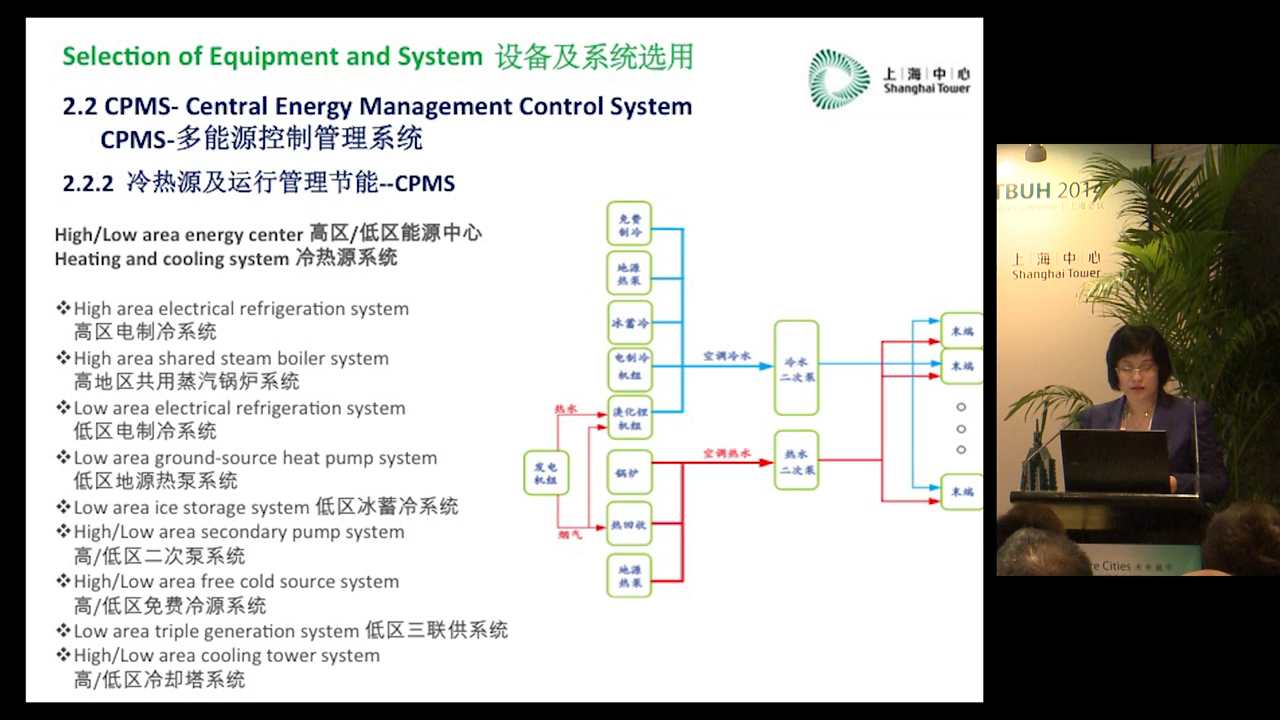 Selection of Equipment and System 设备及系统选用
上海中心
Shanghai Tower
2.2 CPMS- Central Energy Management Control System
CPMS-多能源控制管理系统
2.2.2 冷热源及运行管理节能--CPMS
High/Low area energy center 高区/低区能源中心
Heating and cooling system 冷热源系统
❖High area electrical refrigeration system
高区电制冷系统
❖High area shared steam boiler system
高地区共用蒸汽锅炉系统
❖Low area electrical refrigeration system
低区电制冷系统
❖Low area ground-source heat pump system
低区地源热泵系统
❖Low area ice storage system 低区冰蓄冷系统
❖High/Low area secondary pump system
高/低区二次泵系统
❖High/Low area free cold source system
高/低区免费冷源系统
❖Low area triple generation system 低区三联供系统
❖High/Low area cooling tower system
高/低区冷却塔系统
免费
制冷
地源
热泵
冰蓄冷
电制冷
机组
溴化锂
机组
锅炉
热回收
地源
热泵
发电
机组
热水
烟气
空调冷水
空调热水
冷水
二次泵
热水
二次泵
末端
末端
末端
TBUH 2014
上海中心
Shanghai Tower
re Cities 未来城市